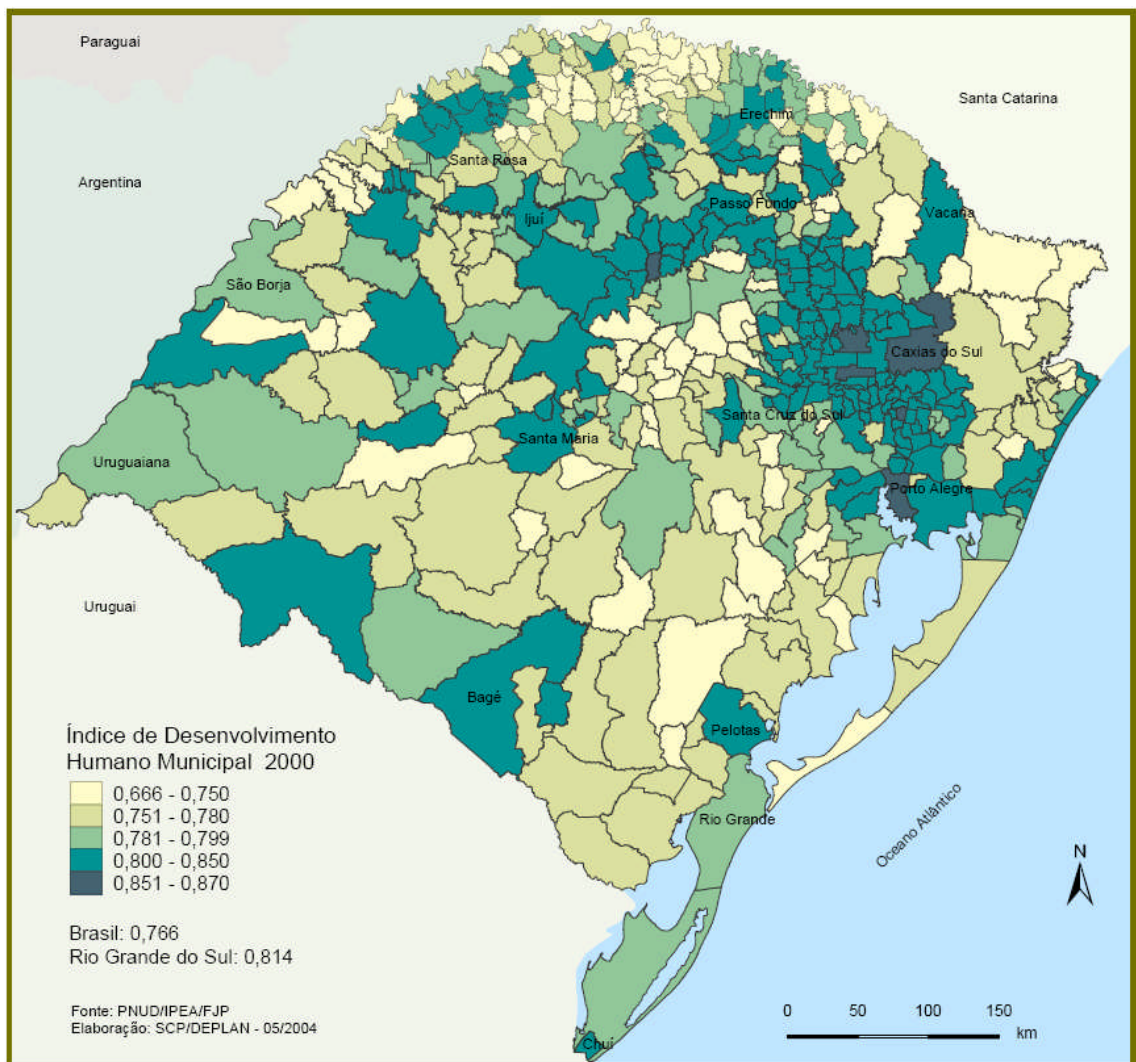 Paraguai
Santa Catarina
Argentina
Erechim
Santa Rosa
Passo Fundo
Ijuí
Vacaria
São Borja
Caxias do Sul
Santa Cruz do Sul
Santa Maria
Uruguaiana
Porto Alegre
Uruguai
Bagé
Pelotas
Rio Grande
Oceano Atlântico
Chuí
Índice de Desenvolvimento
Humano Municipal 2000
0,666 - 0,750
0,751 - 0,780
0,781 - 0,799
0,800 - 0,850
0,851 - 0,870
Brasil: 0,766
Rio Grande do Sul: 0,814
Fonte: PNUD/IPEA/FJP
Elaboração: SCP/DEPLAN - 05/2004
N
0 50 100 150
km